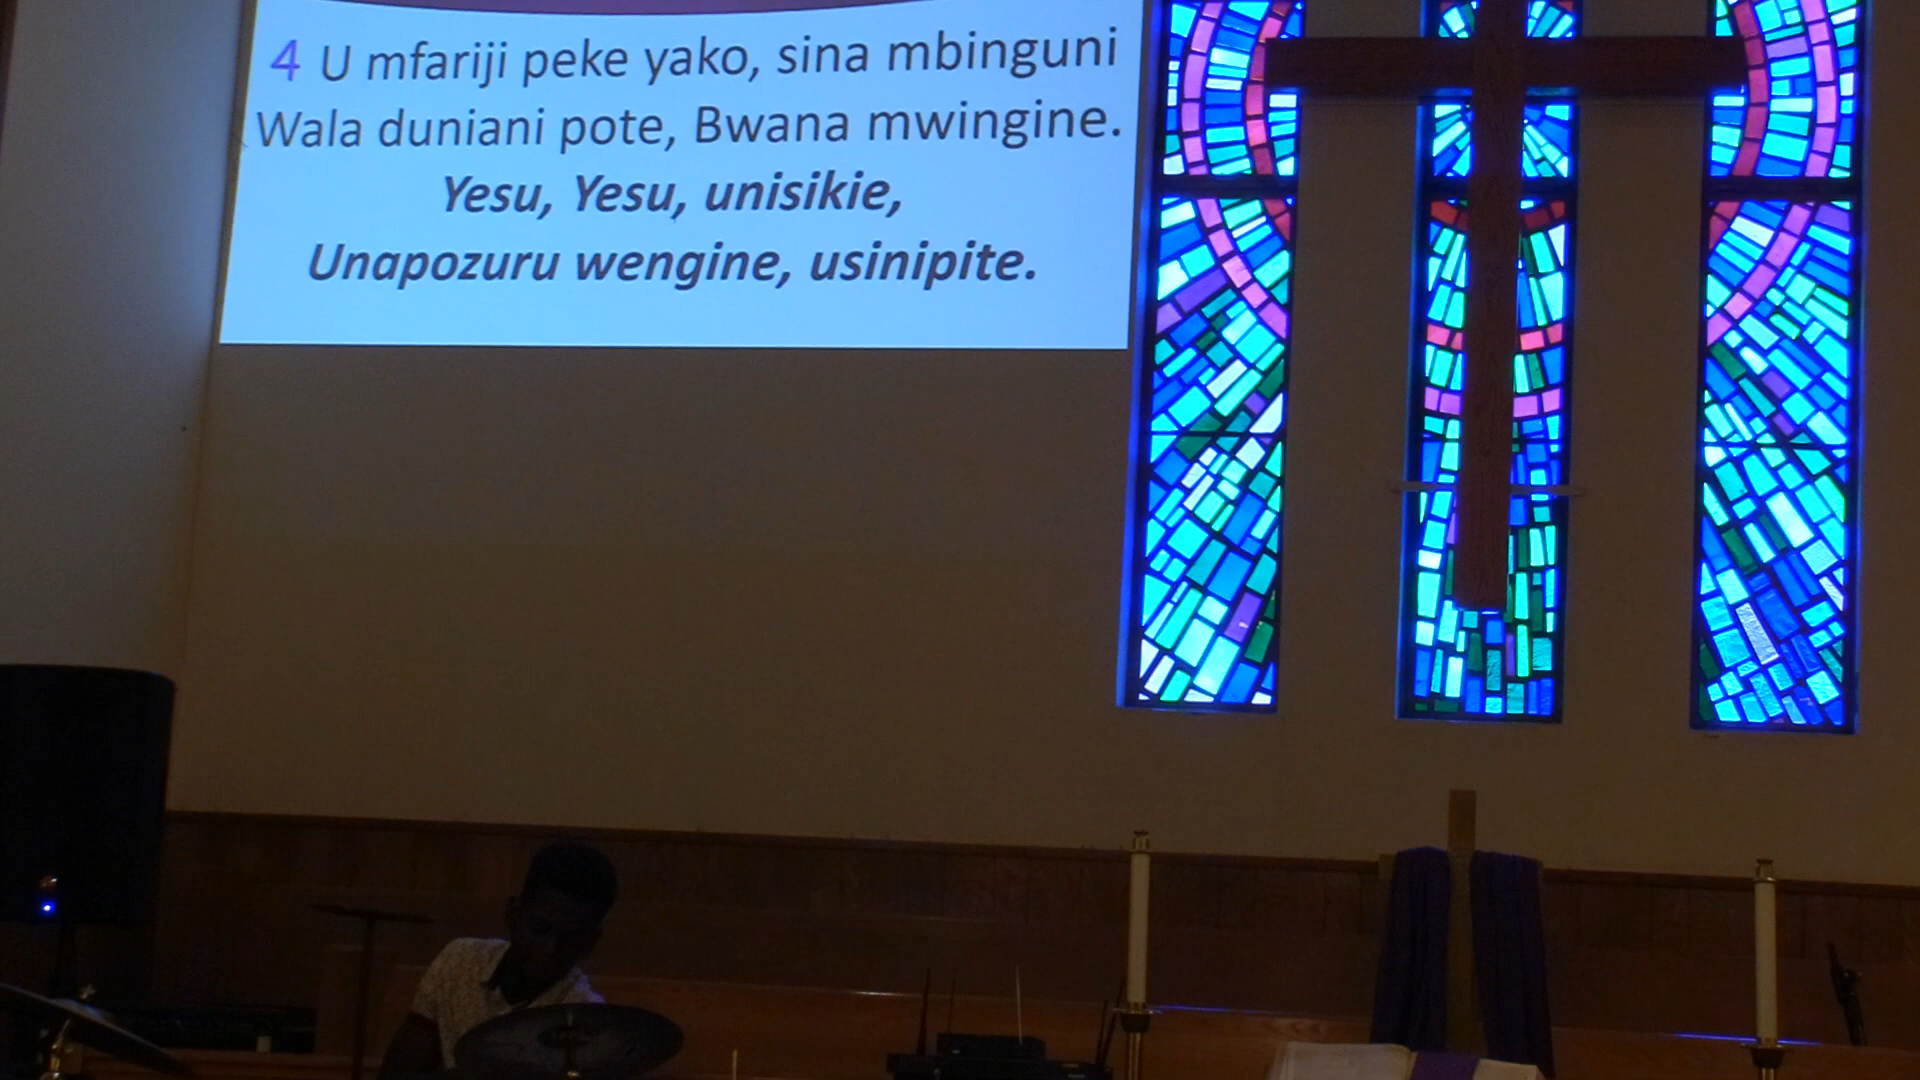 4 U mfariji peke yako, sina mbinguni
Wala duniani pote, Bwana mwingine.
Yesu, Yesu, unisikie,
Unapozuru wengine, usinipite.